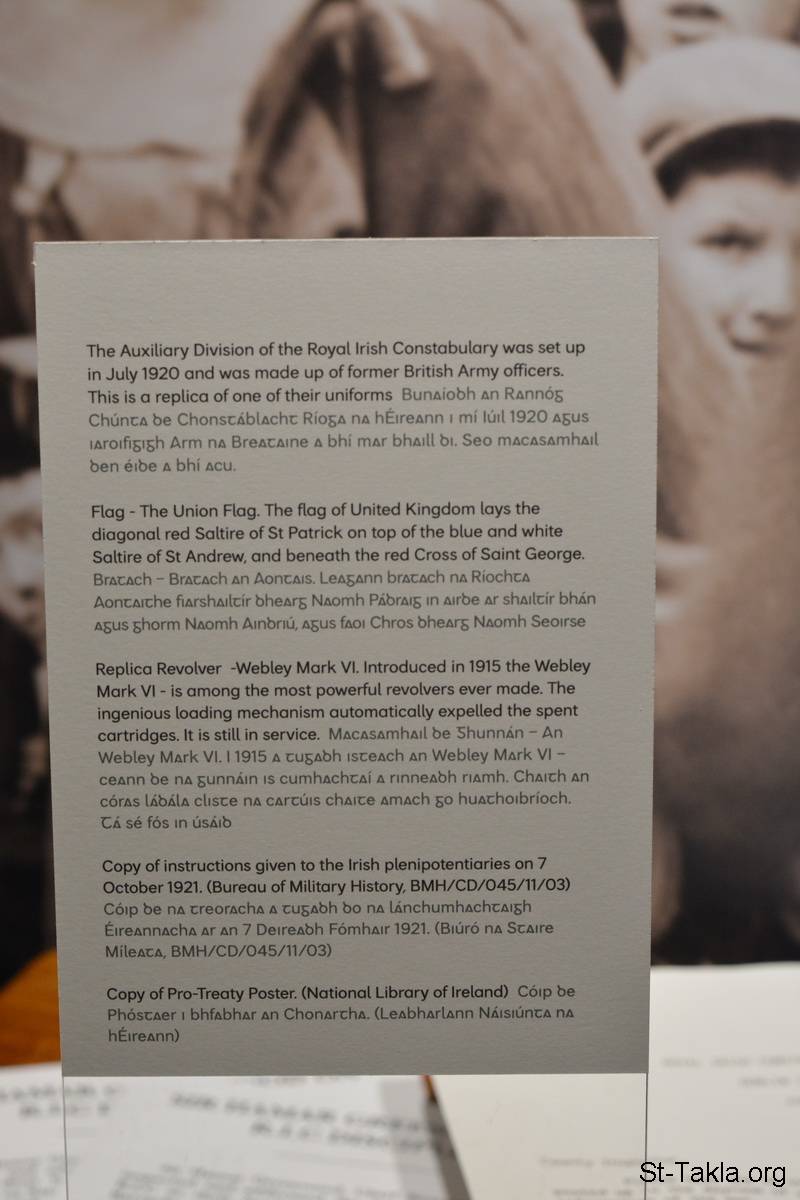 The Auxiliary Division of the Royal Irish Constabulary was set up
in July 1920 and was made up of former British Army officers.
This is a replica of one of their uniforms Bunaíobh an Rannóg
Chúnta de Chonstáblacht Ríoga na hÉireann i mí Iúil 1920 agus
iaroifigigh Arm na Breataine a bhí mar bhaill di. Seo macasamhail
den éide a bhí acu.
Flag - The Union Flag. The flag of United Kingdom lays the
diagonal red Saltire of St Patrick on top of the blue and white
Saltire of St Andrew, and beneath the red Cross of Saint George.
Bratach – Bratach an Aontais. Leagann bratach na Ríochta
Aontaithe fiarshailtír dhearg Naomh Pádraig in airde ar shailtír bhán
agus ghorm Naomh Aindriú, agus faoi Chros dhearg Naomh Seoirse
Replica Revolver -Webley Mark VI. Introduced in 1915 the Webley
Mark VI - is among the most powerful revolvers ever made. The
ingenious loading mechanism automatically expelled the spent
cartridges. It is still in service. Macasamhail de Ghunnán – An
Webley Mark VI. I 1915 a tugadh isteach an Webley Mark VI –
ceann de na gunnáin is cumhachtaí a rinneadh riamh. Chaith an
córas ládála cliste na cartúis chaite amach go huathoibríoch.
Tá sé fós in úsáid
Copy of instructions given to the Irish plenipotentiaries on 7
October 1921. (Bureau of Military History, BMH/CD/045/11/03)
Cóip de na treoracha a tugadh do na lánchumhachtaigh
Éireannacha ar an 7 Deireadh Fómhair 1921. (Biúró na Staire
Míleata, BMH/CD/045/11/03)
Copy of Pro-Treaty Poster. (National Library of Ireland) Cóip de
Phóstaer i bhfabhar an Chonartha. (Leabharlann Náisiúnta na
hÉireann)
St-Takla.org